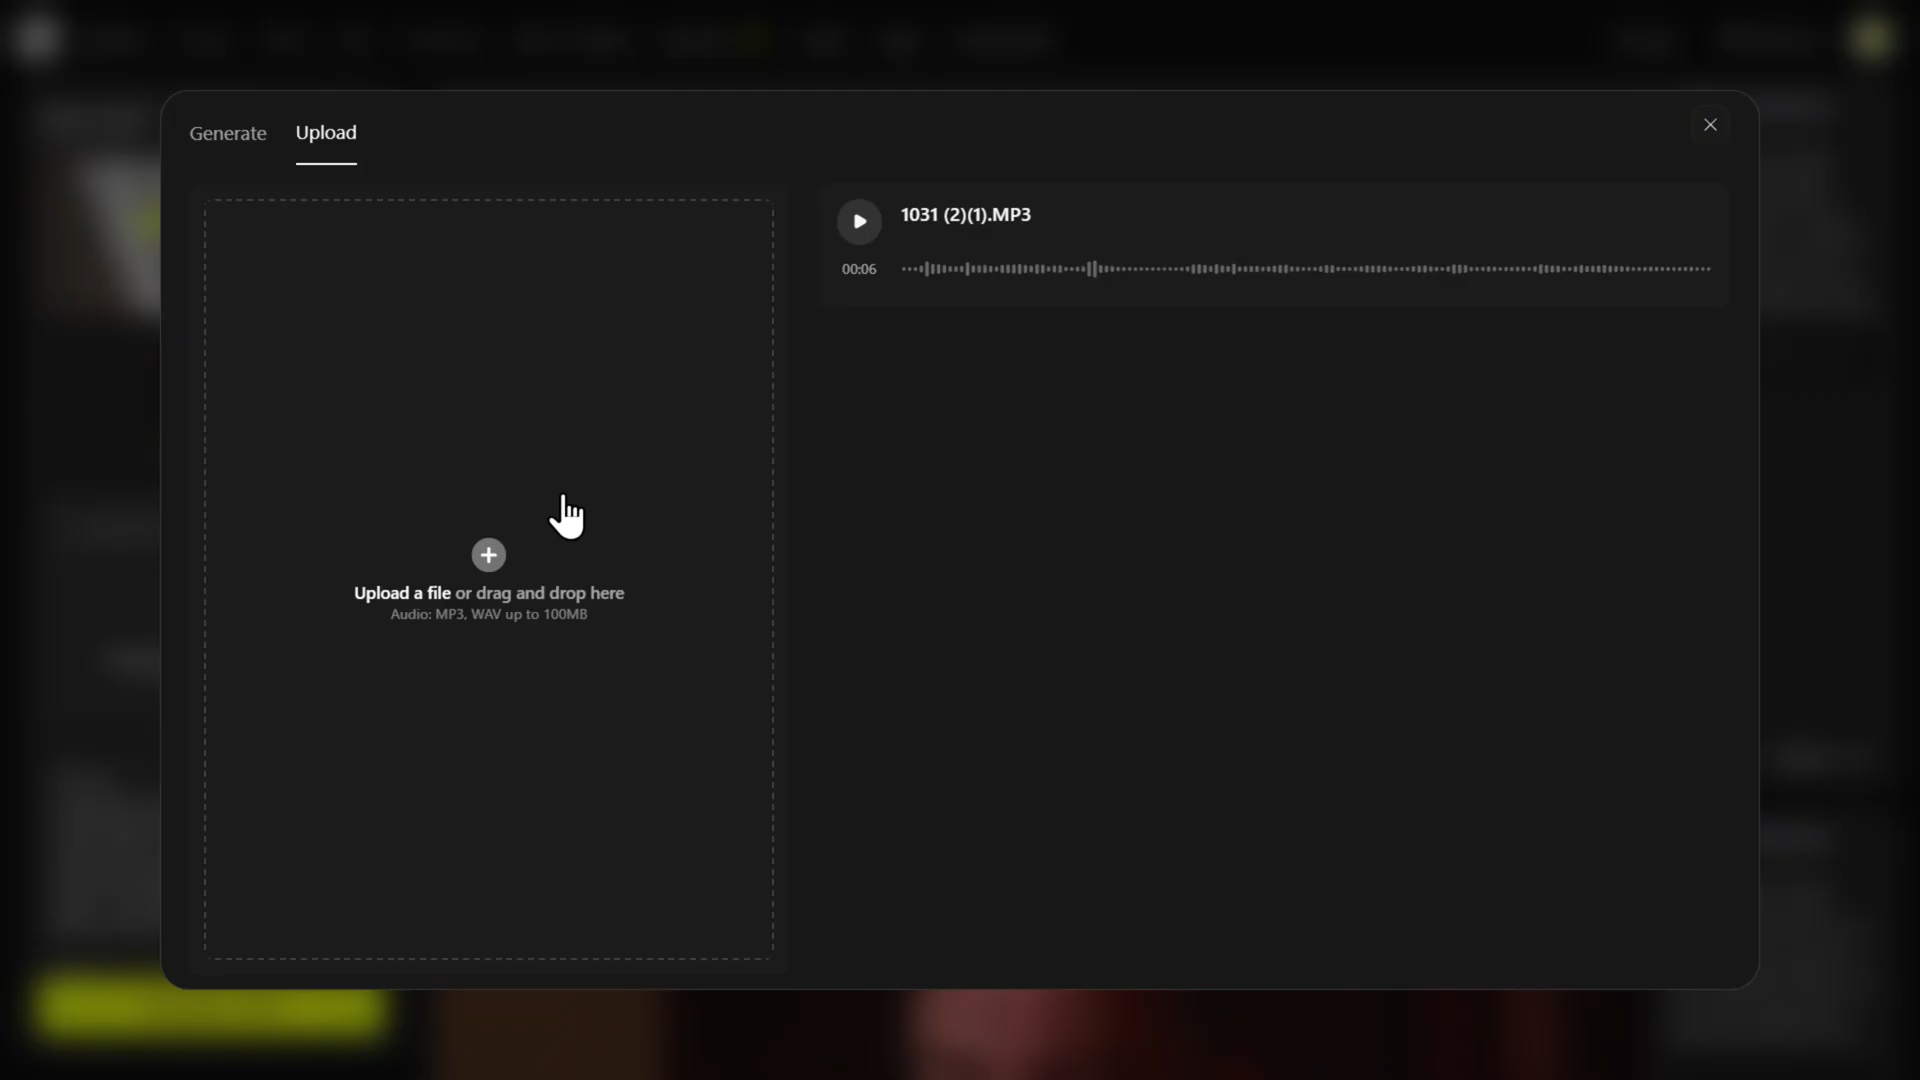 Generate
Upload
1031 (2)(1).MP3
00:06
Upload a file or drag and drop here
Audio: MP3, WAV up to 100MB